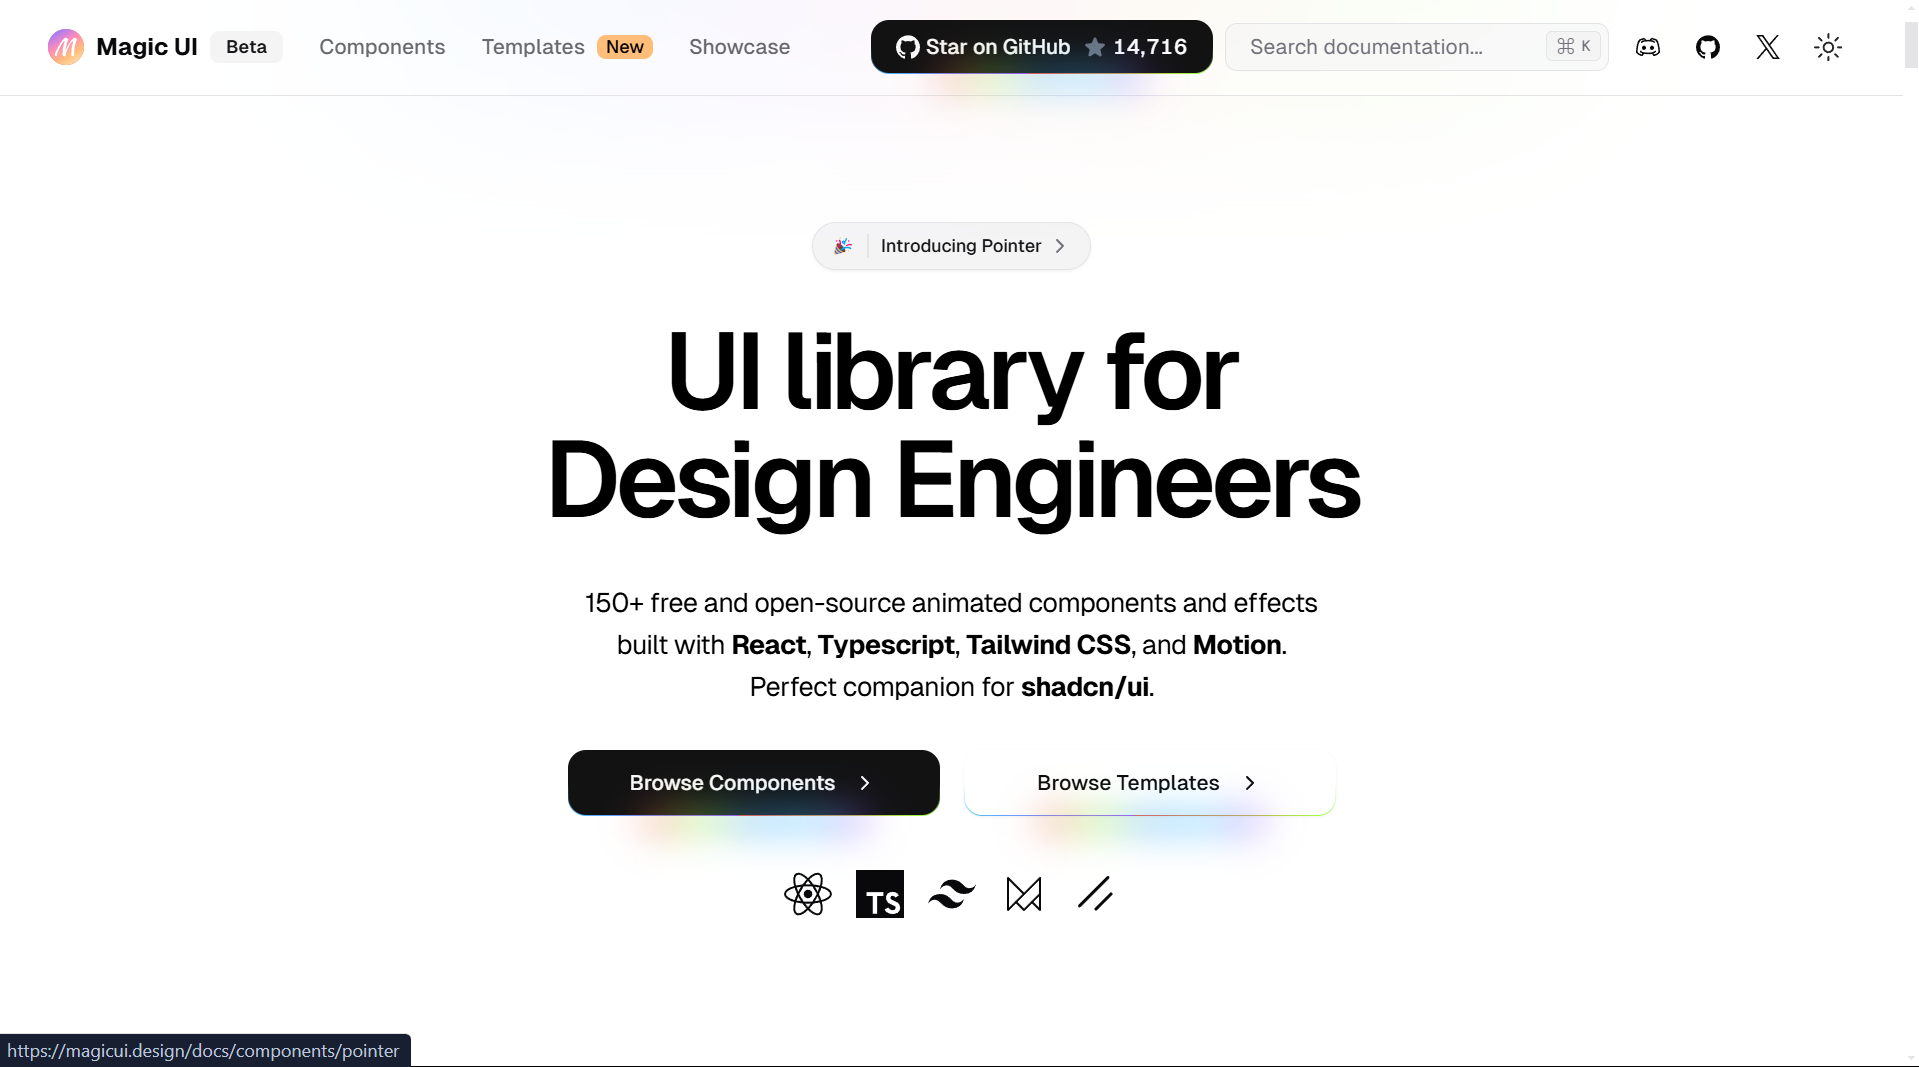 Magic UI Beta Components Templates New Showcase Star on GitHub 14,716 Search documentation... ⌘ K
Introducing Pointer
UI library for
Design Engineers
150+ free and open-source animated components and effects
built with React, Typescript, Tailwind CSS, and Motion.
Perfect companion for shadcn/ui.
Browse Components Browse Templates
TS
https://magicui.design/docs/components/pointer